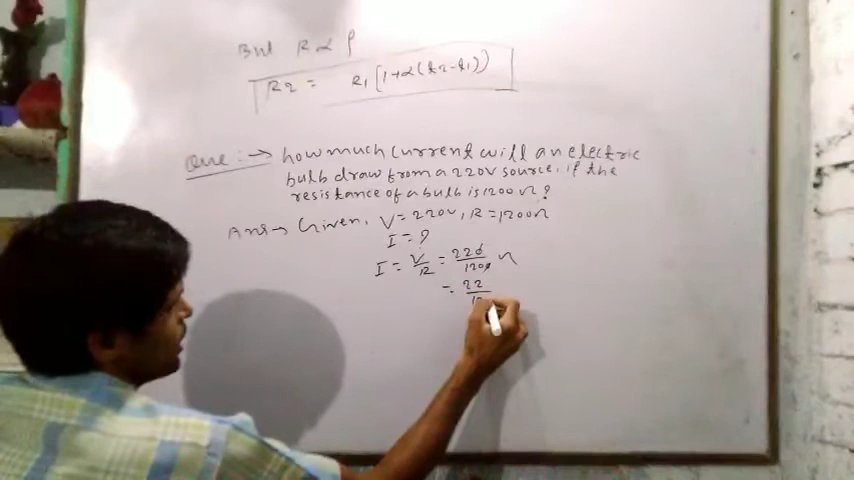 But R α ρ
R2 = R1[1+α(t2-t1)]
Que :-> how much current will an electric
bulb draw from a 220V source, if the
resistance of a bulb is 1200 Ω ?
Ans-> Given, V=220V, R=1200Ω
I = ?
I = V/R = 220/1200 Ω
= 22/